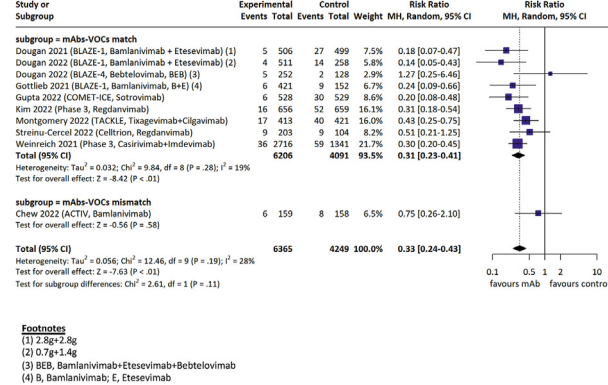 Study or Experimental Control Risk Ratio Risk Ratio
Subgroup Events Total Events Total Weight MH, Random, 95% CI MH, Random, 95% CI
subgroup = mAbs-VOCs match
Dougan 2021 (BLAZE-1, Bamlanivimab + Etesevimab) (1) 5 506 27 499 7.5% 0.18 [0.07-0.47]
Dougan 2022 (BLAZE-1, Bamlanivimab + Etesevimab) (2) 4 511 14 258 5.8% 0.14 [0.05-0.43]
Dougan 2022 (BLAZE-4, Bebtelovimab, BEB) (3) 5 252 2 128 3.8% 1.27 [0.25-6.46]
Gottlieb 2021 (BLAZE-1, Bamlanivimab, B+E) (4) 6 421 9 152 6.1% 0.24 [0.09-0.66]
Gupta 2022 (COMET-ICE, Sotrovimab) 6 528 30 529 8.2% 0.20 [0.08-0.48]
Kim 2022 (Phase 3, Regdanvimab) 16 656 52 659 16.1% 0.31 [0.18-0.54]
Montgomery 2022 (TACKLE, Tixagevimab+Cilgavimab) 17 413 40 421 16.1% 0.43 [0.25-0.75]
Streinu-Cercel 2022 (Celltrion, Regdanvimab) 9 203 9 104 8.2% 0.51 [0.21-1.25]
Weinreich 2021 (Phase 3, Casirivimab+Imdevimab) 36 2716 59 1341 21.7% 0.30 [0.20-0.45]
Total (95% CI) 6206 4091 93.5% 0.31 [0.23-0.41]
Heterogeneity: Tau² = 0.032; Chi² = 9.84, df = 8 (P = .28); I² = 19%
Test for overall effect: Z = -8.42 (P < .01)
subgroup = mAbs-VOCs mismatch
Chew 2022 (ACTIV, Bamlanivimab) 6 159 8 158 6.5% 0.75 [0.26-2.10]
Test for overall effect: Z = -0.56 (P = .58)
Total (95% CI) 6365 4249 100.0% 0.33 [0.24-0.43]
Heterogeneity: Tau² = 0.056; Chi² = 12.46, df = 9 (P = .19); I² = 28%
Test for overall effect: Z = -7.63 (P < .01)
Test for subgroup differences: Chi² = 2.61, df = 1 (P = .11)
0.1 0.5 1 2 10
favours mAb favours contro
Footnotes
(1) 2.8g+2.8g
(2) 0.7g+1.4g
(3) BEB, Bamlanivimab+Etesevimab+Bebtelovimab
(4) B, Bamlanivimab; E, Etesevimab